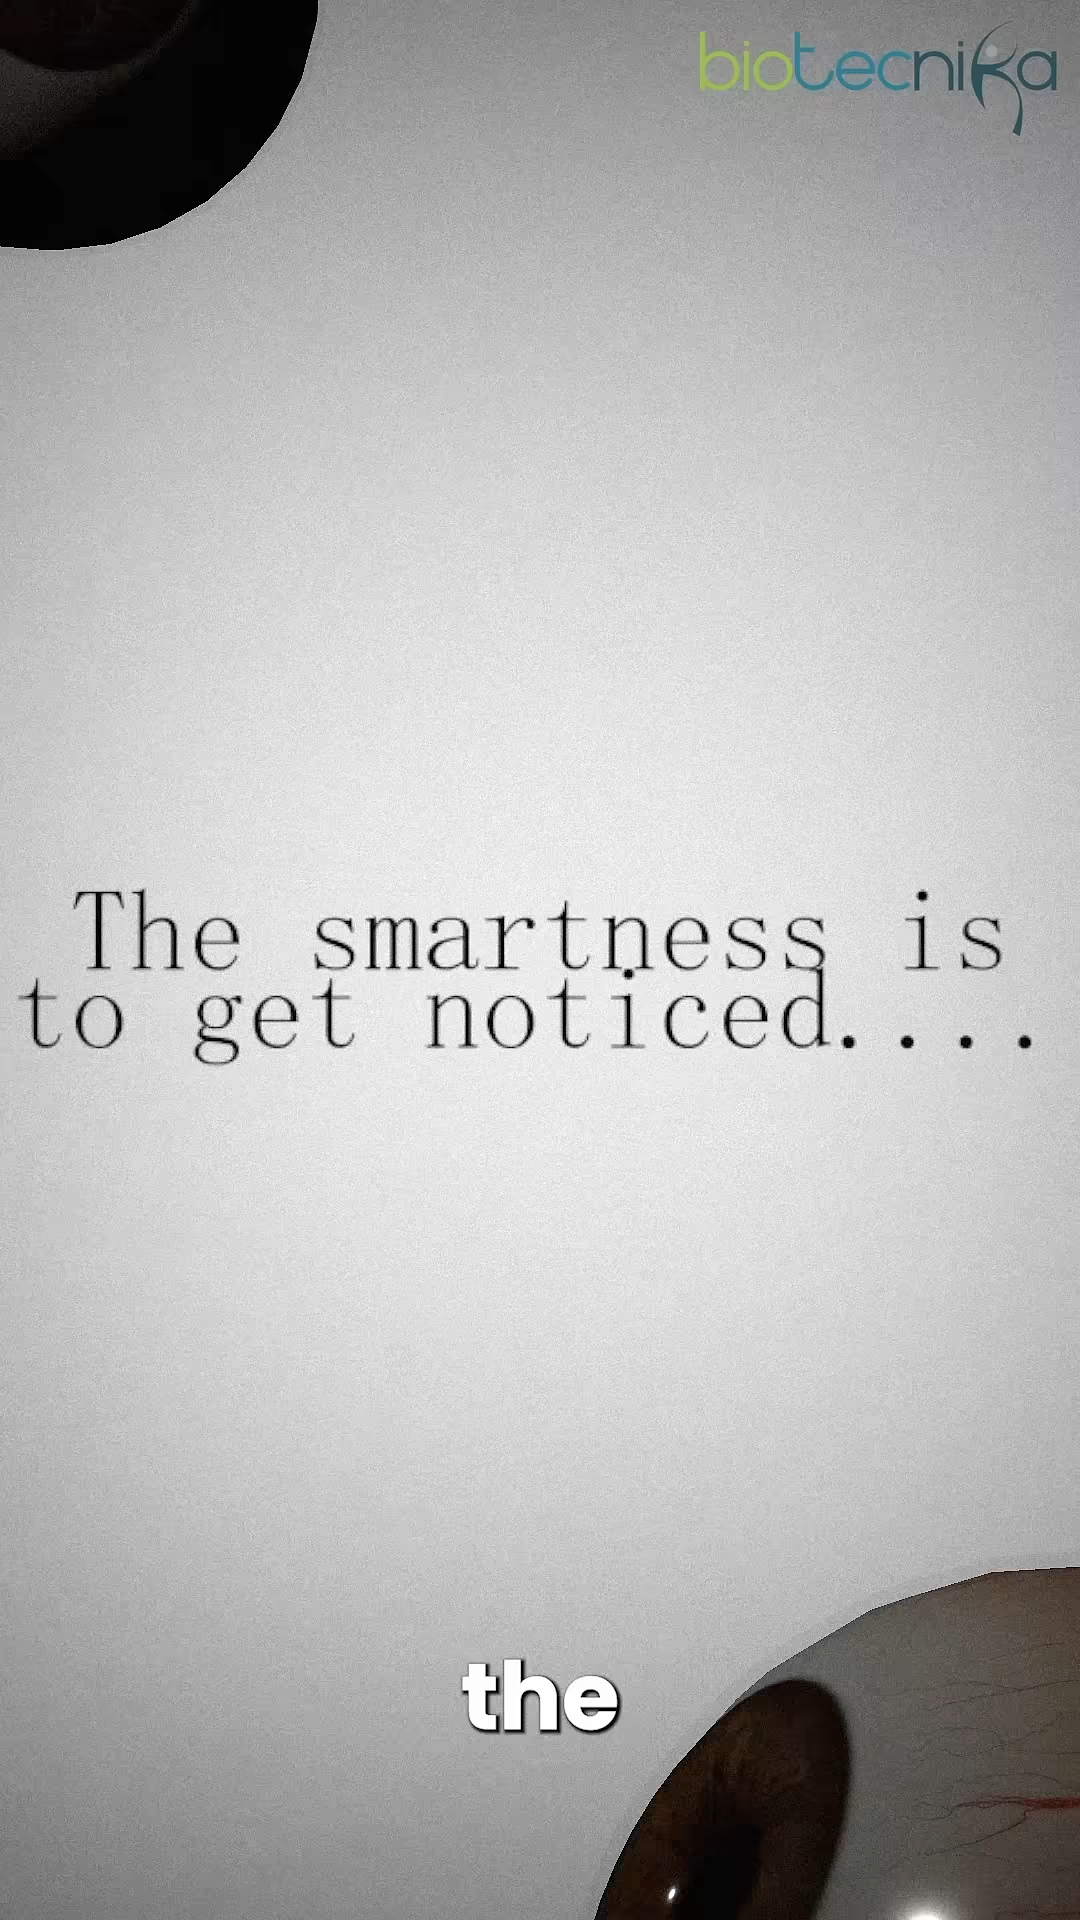 biotecnika
The smartness is
to get noticed....
the